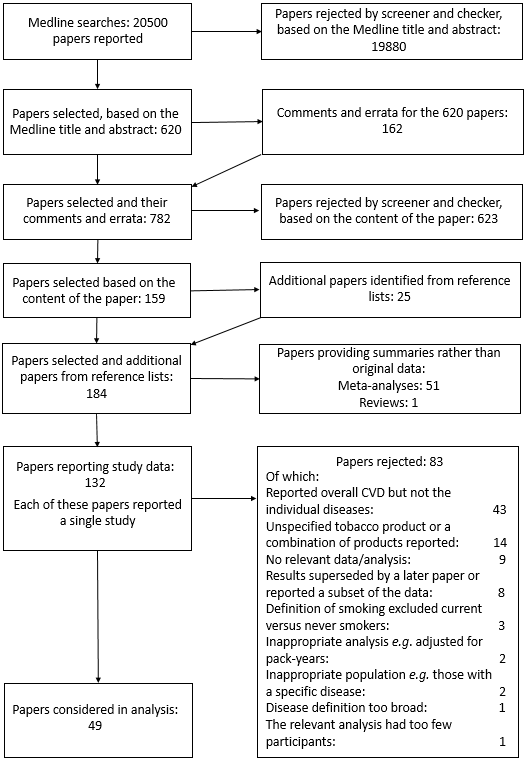 Medline searches: 20500
papers reported
Papers rejected by screener and checker,
based on the Medline title and abstract:
19880
Papers selected, based on the
Medline title and abstract: 620
Comments and errata for the 620 papers:
162
Papers selected and their
comments and errata: 782
Papers rejected by screener and checker,
based on the content of the paper: 623
Papers selected based on the
content of the paper: 159
Additional papers identified from reference
lists: 25
Papers selected and additional
papers from reference lists:
184
Papers providing summaries rather than
original data:
Meta-analyses: 51
Reviews: 1
Papers reporting study data:
132
Each of these papers reported
a single study
Papers rejected: 83
Of which:
Reported overall CVD but not the
individual diseases: 43
Unspecified tobacco product or a
combination of products reported: 14
No relevant data/analysis: 9
Results superseded by a later paper or
reported a subset of the data: 8
Definition of smoking excluded current
versus never smokers: 3
Inappropriate analysis e.g. adjusted for
pack-years: 2
Inappropriate population e.g. those with
a specific disease: 2
Disease definition too broad: 1
The relevant analysis had too few
participants: 1
Papers considered in analysis:
49